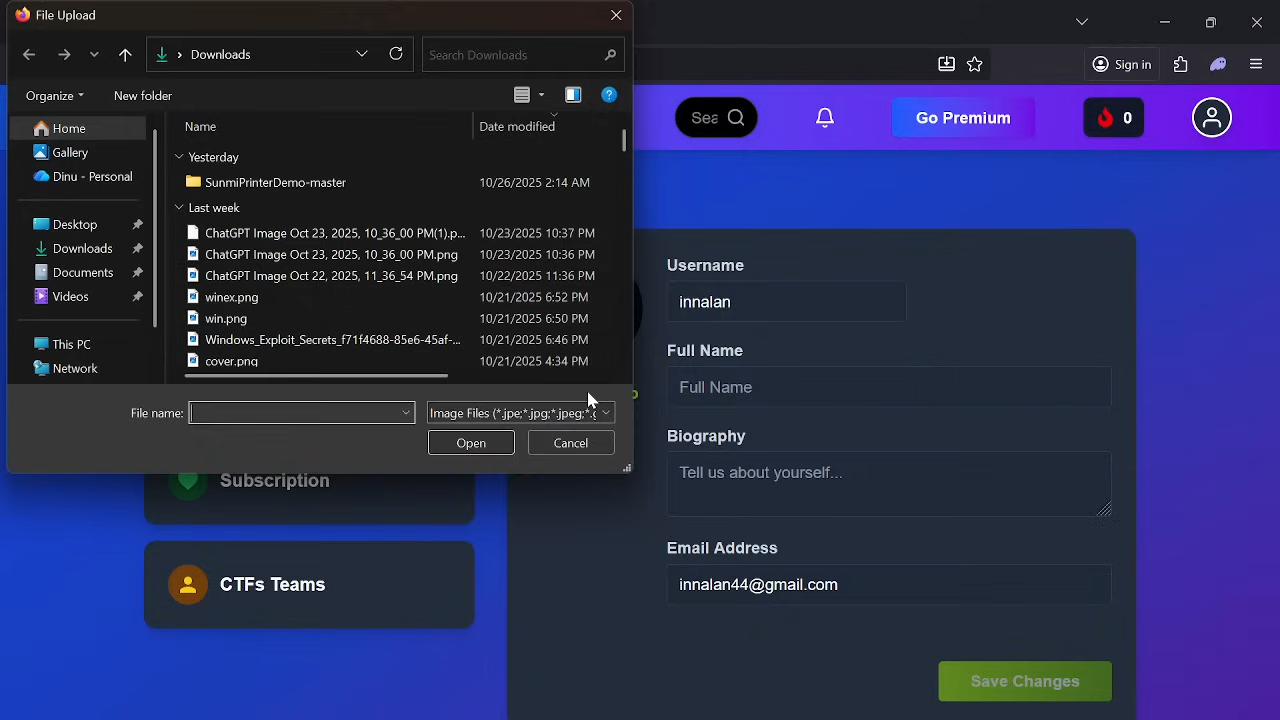 File Upload
Downloads
Search Downloads
Organize
New folder
Home
Gallery
Dinu - Personal
Desktop
Downloads
Documents
Videos
This PC
Network
Name
Date modified
Yesterday
SunmiPrinterDemo-master
10/26/2025 2:14 AM
Last week
ChatGPT Image Oct 23, 2025, 10_36_00 PM(1).p...
10/23/2025 10:37 PM
ChatGPT Image Oct 23, 2025, 10_36_00 PM.png
10/23/2025 10:36 PM
ChatGPT Image Oct 22, 2025, 11_36_54 PM.png
10/22/2025 11:36 PM
winex.png
10/21/2025 6:52 PM
win.png
10/21/2025 6:50 PM
Windows_Exploit_Secrets_f71f4688-85e6-45af-...
10/21/2025 6:46 PM
cover.png
10/21/2025 4:34 PM
File name:
Image Files (*.jpe;*.jpg;*.jpeg;*.g
Open
Cancel
Sign in
Sea
Go Premium
0
Subscription
CTFs Teams
Username
innalan
Full Name
Full Name
Biography
Tell us about yourself...
Email Address
innalan44@gmail.com
Save Changes